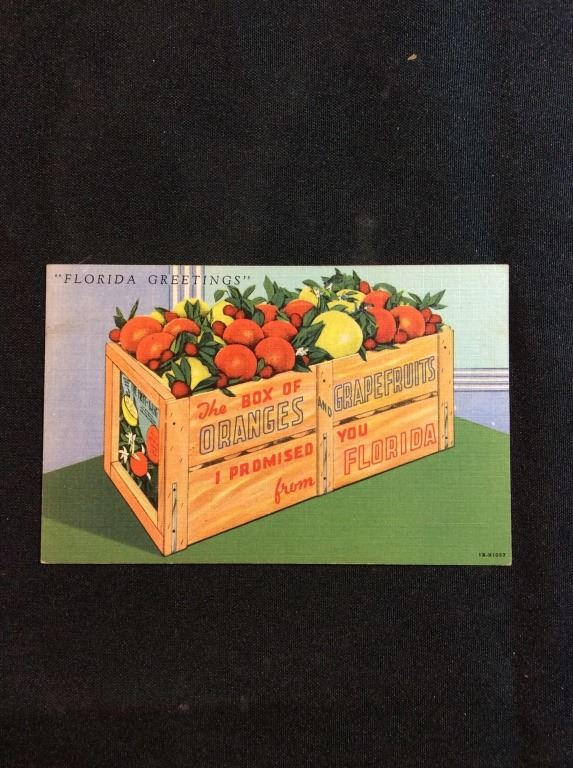 "FLORIDA GREETINGS"
The BOX OF ORANGES AND GRAPEFRUITS
I PROMISED YOU
from FLORIDA